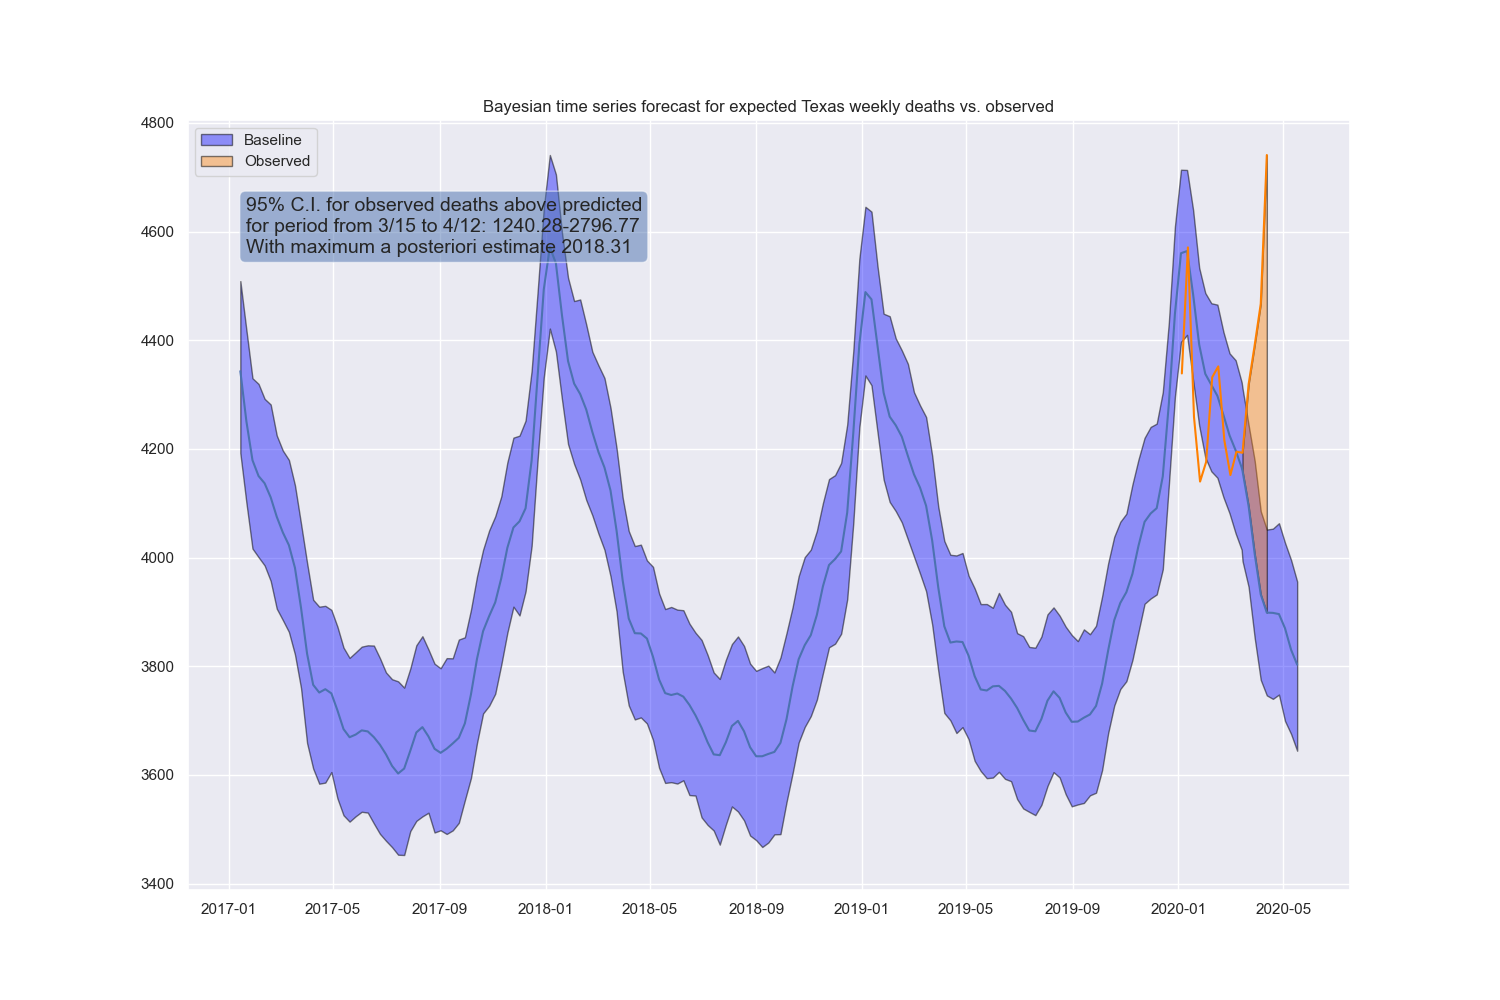 Bayesian time series forecast for expected Texas weekly deaths vs. observed
4800
Baseline
Observed
95% C.I. for observed deaths above predicted
for period from 3/15 to 4/12: 1240.28-2796.77
With maximum a posteriori estimate 2018.31
4600
4400
4200
4000
3800
3600
3400
2017-01 2017-05 2017-09 2018-01 2018-05 2018-09 2019-01 2019-05 2019-09 2020-01 2020-05